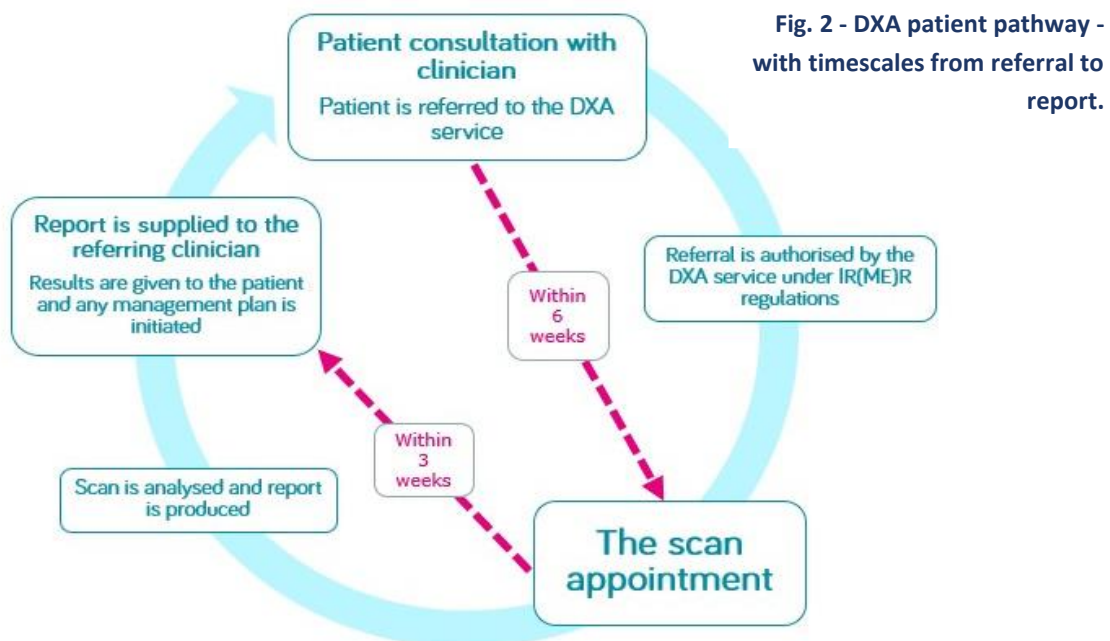 Fig. 2 - DXA patient pathway -
with timescales from referral to
report.
Patient consultation with
clinician
Patient is referred to the DXA
service
Referral is authorised by the
DXA service under IR(ME)R
regulations
Within
6
weeks
The scan
appointment
Within
3
weeks
Scan is analysed and report
is produced
Report is supplied to the
referring clinician
Results are given to the patient
and any management plan is
initiated